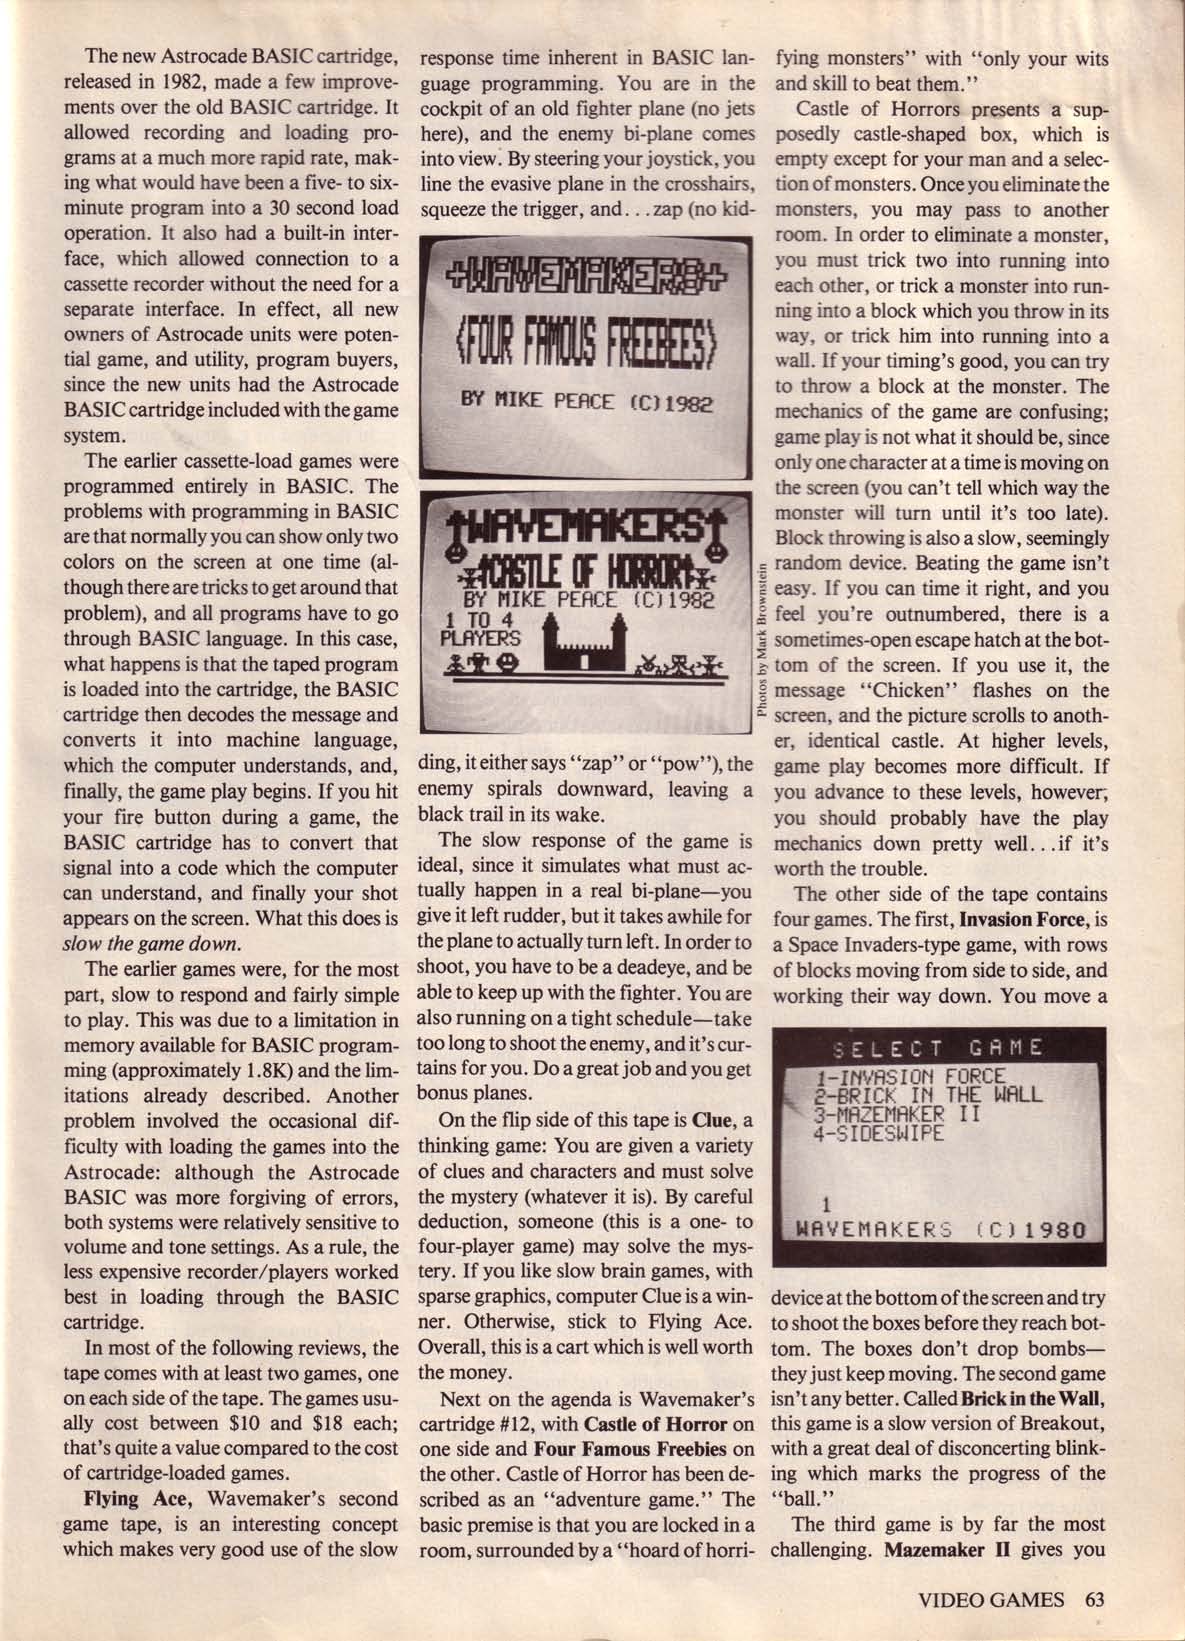 The new Astrocade BASIC cartridge,
released in 1982, made a few improve-
ments over the old BASIC cartridge. It
allowed recording and loading pro-
grams at a much more rapid rate, mak-
ing what would have been a five- to six-
minute program into a 30 second load
operation. It also had a built-in inter-
face, which allowed connection to a
cassette recorder without the need for a
separate interface. In effect, all new
owners of Astrocade units were poten-
tial game, and utility, program buyers,
since the new units had the Astrocade
BASIC cartridge included with the game
system.
The earlier cassette-load games were
programmed entirely in BASIC. The
problems with programming in BASIC
are that normally you can show only two
colors on the screen at one time (al-
though there are tricks to get around that
problem), and all programs have to go
through BASIC language. In this case,
what happens is that the taped program
is loaded into the cartridge, the BASIC
cartridge then decodes the message and
converts it into machine language,
which the computer understands, and,
finally, the game play begins. If you hit
your fire button during a game, the
BASIC cartridge has to convert that
signal into a code which the computer
can understand, and finally your shot
appears on the screen. What this does is
slow the game down.
The earlier games were, for the most
part, slow to respond and fairly simple
to play. This was due to a limitation in
memory available for BASIC program-
ming (approximately 1.8K) and the lim-
itations already described. Another
problem involved the occasional dif-
ficulty with loading the games into the
Astrocade: although the Astrocade
BASIC was more forgiving of errors,
both systems were relatively sensitive to
volume and tone settings. As a rule, the
less expensive recorder/players worked
best in loading through the BASIC
cartridge.
In most of the following reviews, the
tape comes with at least two games, one
on each side of the tape. The games usu-
ally cost between $10 and $18 each;
that's quite a value compared to the cost
of cartridge-loaded games.
Flying Ace, Wavemaker's second
game tape, is an interesting concept
which makes very good use of the slow
response time inherent in BASIC lan-
guage programming. You are in the
cockpit of an old fighter plane (no jets
here), and the enemy bi-plane comes
into view. By steering your joystick, you
line the evasive plane in the crosshairs,
squeeze the trigger, and. . .zap (no kid-
+WAVEMAKERS+
(FOUR FAMOUS FREEBEES)
BY MIKE PEACE (C)1982
WAVEMAKERS
CASTLE OF HORROR
BY MIKE PEACE (C)1982
1 TO 4
PLAYERS
Photos by Mark Brownstein
ding, it either says "zap" or "pow"), the
enemy spirals downward, leaving a
black trail in its wake.
The slow response of the game is
ideal, since it simulates what must ac-
tually happen in a real bi-plane—you
give it left rudder, but it takes awhile for
the plane to actually turn left. In order to
shoot, you have to be a deadeye, and be
able to keep up with the fighter. You are
also running on a tight schedule—take
too long to shoot the enemy, and it's cur-
tains for you. Do a great job and you get
bonus planes.
On the flip side of this tape is Clue, a
thinking game: You are given a variety
of clues and characters and must solve
the mystery (whatever it is). By careful
deduction, someone (this is a one- to
four-player game) may solve the mys-
tery. If you like slow brain games, with
sparse graphics, computer Clue is a win-
ner. Otherwise, stick to Flying Ace.
Overall, this is a cart which is well worth
the money.
Next on the agenda is Wavemaker's
cartridge #12, with Castle of Horror on
one side and Four Famous Freebies on
the other. Castle of Horror has been de-
scribed as an "adventure game." The
basic premise is that you are locked in a
room, surrounded by a "hoard of horri-
fying monsters" with "only your wits
and skill to beat them."
Castle of Horrors presents a sup-
posedly castle-shaped box, which is
empty except for your man and a selec-
tion of monsters. Once you eliminate the
monsters, you may pass to another
room. In order to eliminate a monster,
you must trick two into running into
each other, or trick a monster into run-
ning into a block which you throw in its
way, or trick him into running into a
wall. If your timing's good, you can try
to throw a block at the monster. The
mechanics of the game are confusing;
game play is not what it should be, since
only one character at a time is moving on
the screen (you can't tell which way the
monster will turn until it's too late).
Block throwing is also a slow, seemingly
random device. Beating the game isn't
easy. If you can time it right, and you
feel you're outnumbered, there is a
sometimes-open escape hatch at the bot-
tom of the screen. If you use it, the
message "Chicken" flashes on the
screen, and the picture scrolls to anoth-
er, identical castle. At higher levels,
game play becomes more difficult. If
you advance to these levels, however,
you should probably have the play
mechanics down pretty well. . .if it's
worth the trouble.
The other side of the tape contains
four games. The first, Invasion Force, is
a Space Invaders-type game, with rows
of blocks moving from side to side, and
working their way down. You move a
SELECT GAME
1-INVASION FORCE
2-BRICK IN THE WALL
3-MAZEMAKER II
4-SIDESWIPE
1
WAVEMAKERS (C)1980
device at the bottom of the screen and try
to shoot the boxes before they reach bot-
tom. The boxes don't drop bombs—
they just keep moving. The second game
isn't any better. Called Brick in the Wall,
this game is a slow version of Breakout,
with a great deal of disconcerting blink-
ing which marks the progress of the
"ball."
The third game is by far the most
challenging. Mazemaker II gives you
VIDEO GAMES 63